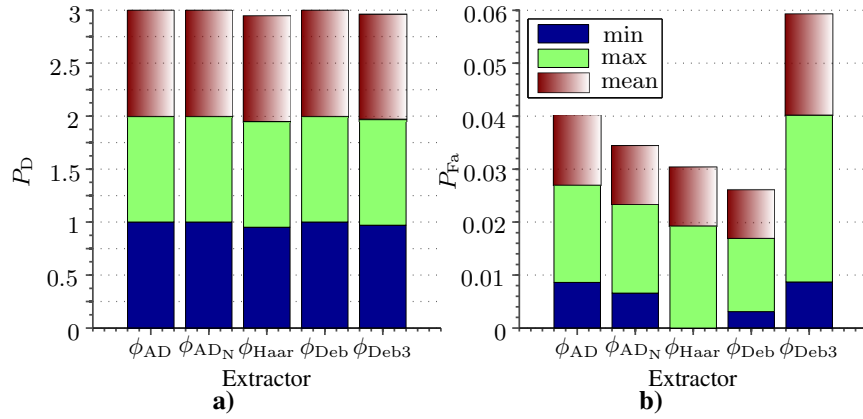 3
2.5
2
1.5
1
0.5
0
P_D
ϕ_AD ϕ_AD_N ϕ_Haar ϕ_Deb ϕ_Deb3
Extractor
a)
0.06
0.05
0.04
0.03
0.02
0.01
0
P_Fa
min
max
mean
ϕ_AD ϕ_AD_N ϕ_Haar ϕ_Deb ϕ_Deb3
Extractor
b)